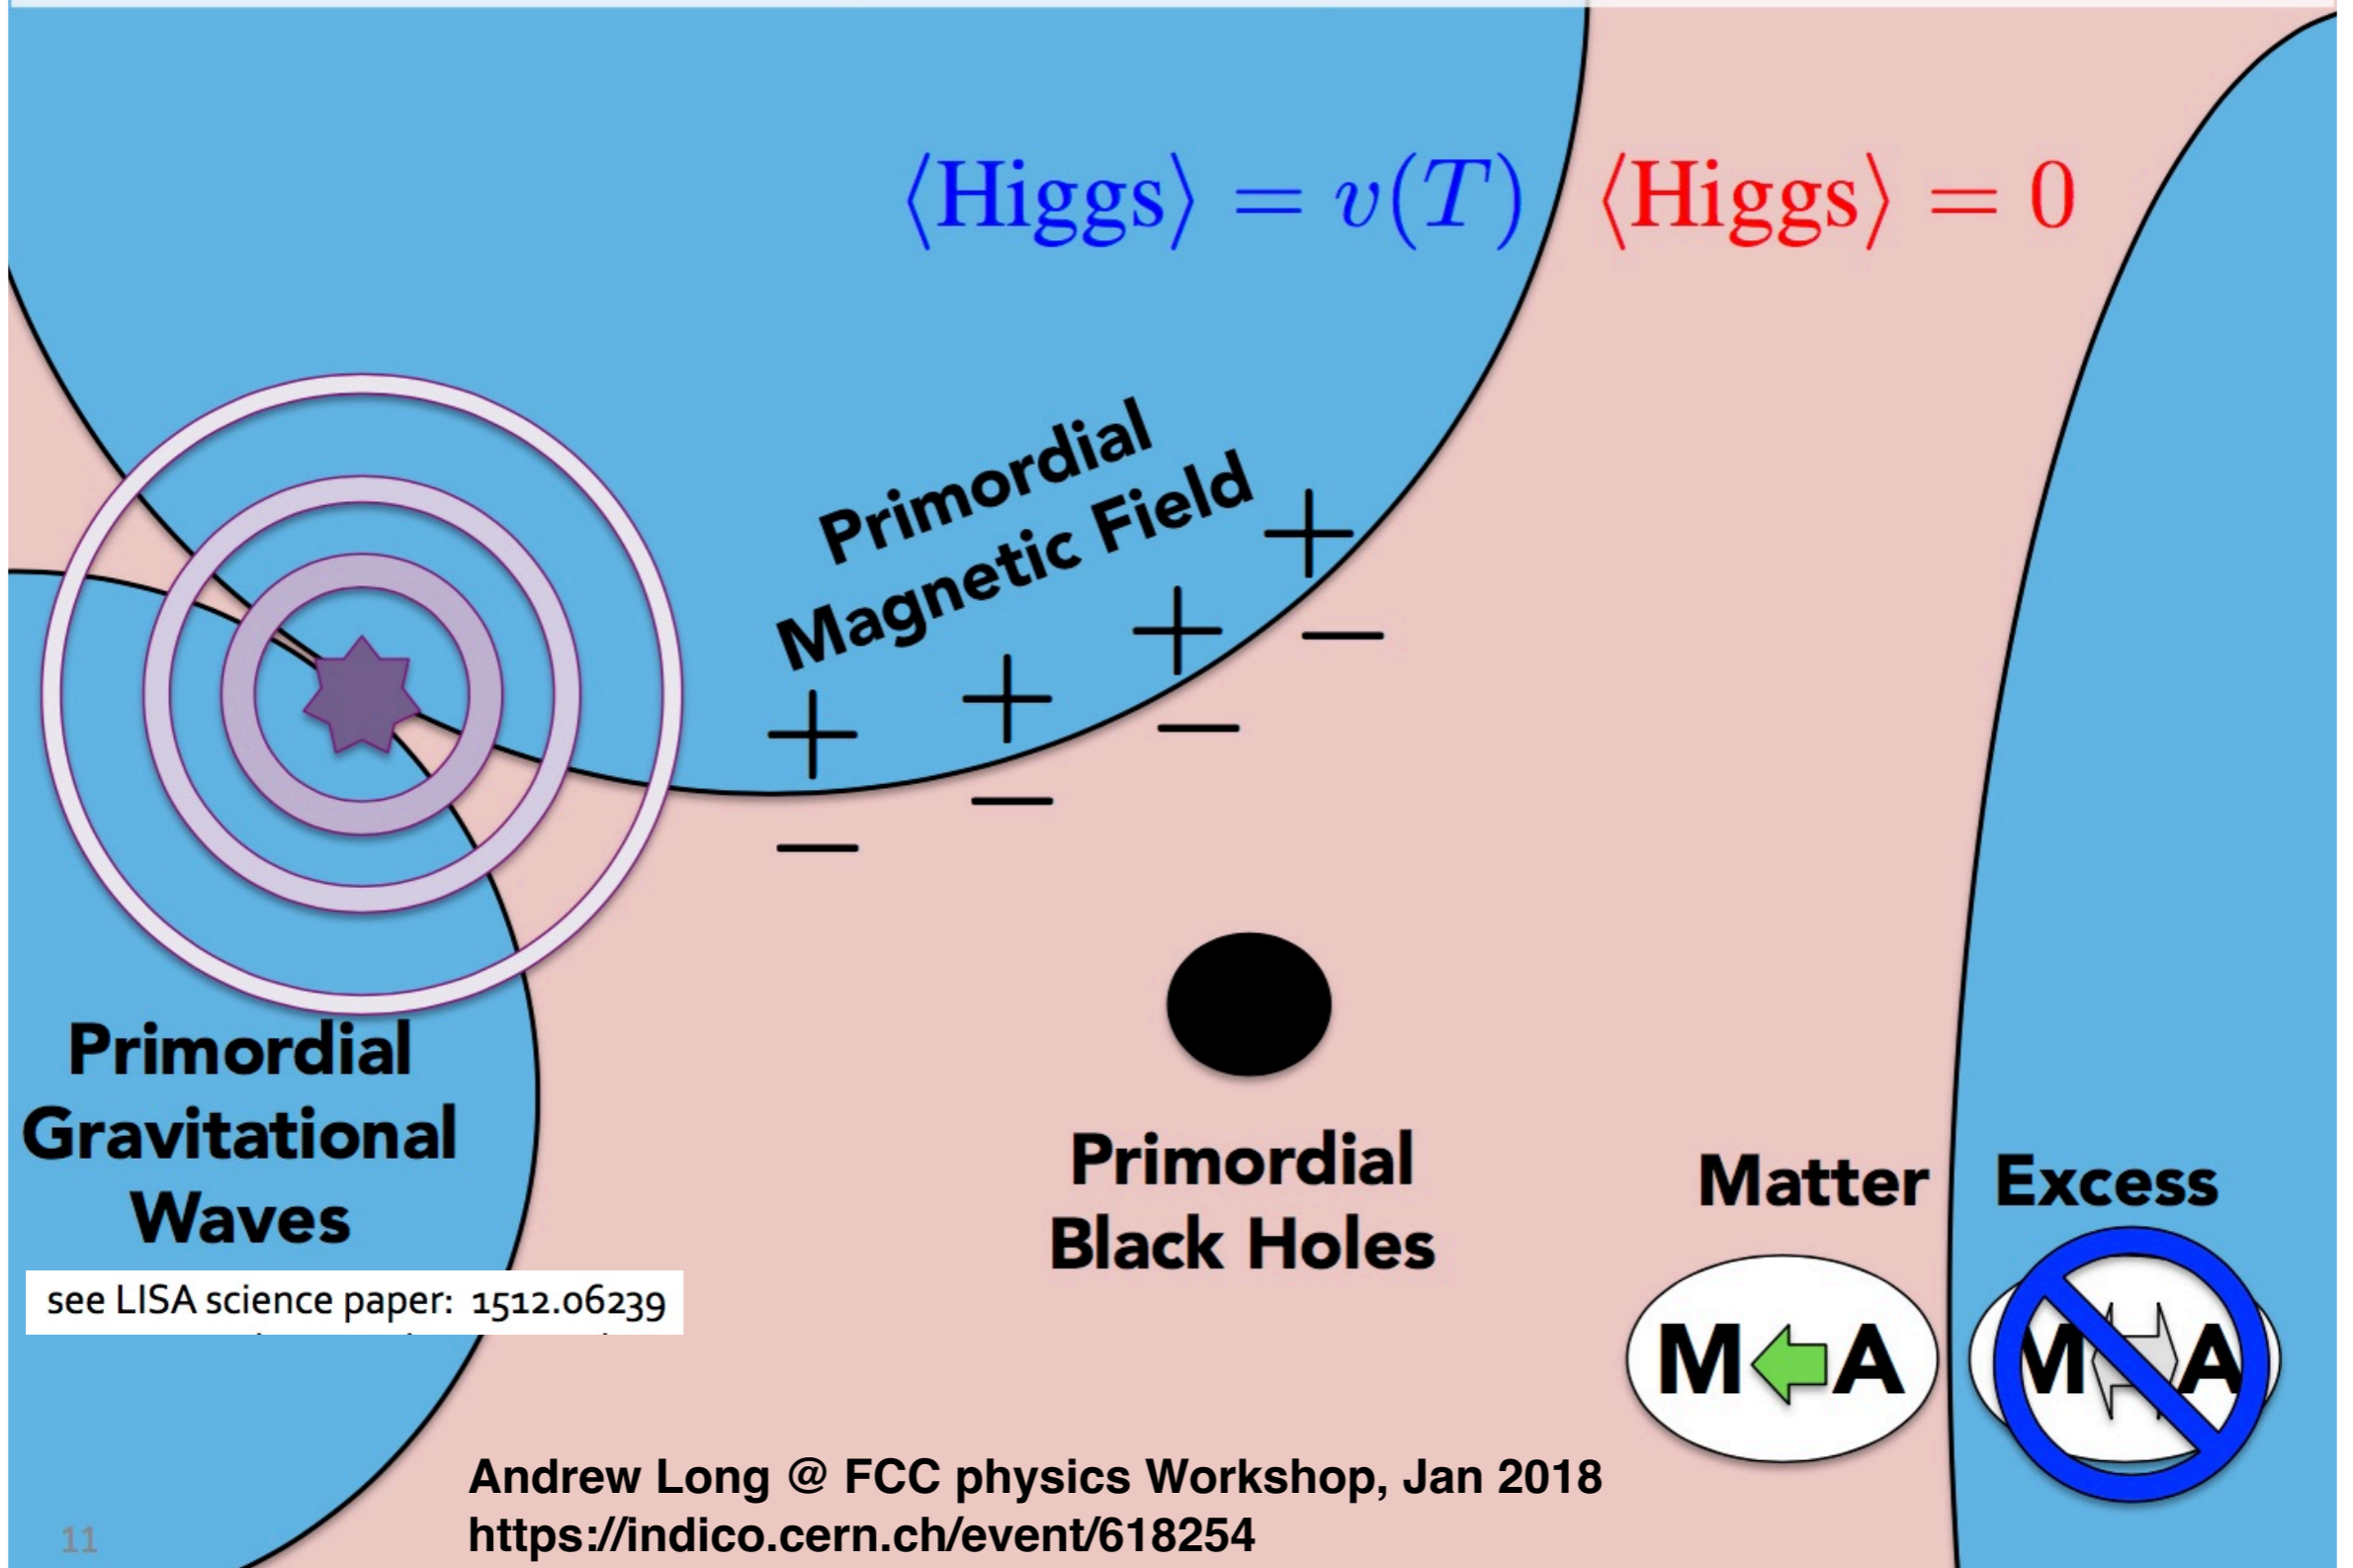 ⟨Higgs⟩ = v(T) ⟨Higgs⟩ = 0
Primordial
Magnetic Field
+ + + +
− − − −
Primordial
Gravitational
Waves
see LISA science paper: 1512.06239
Primordial
Black Holes
Matter Excess
M A
M A
Andrew Long @ FCC physics Workshop, Jan 2018
https://indico.cern.ch/event/618254
11